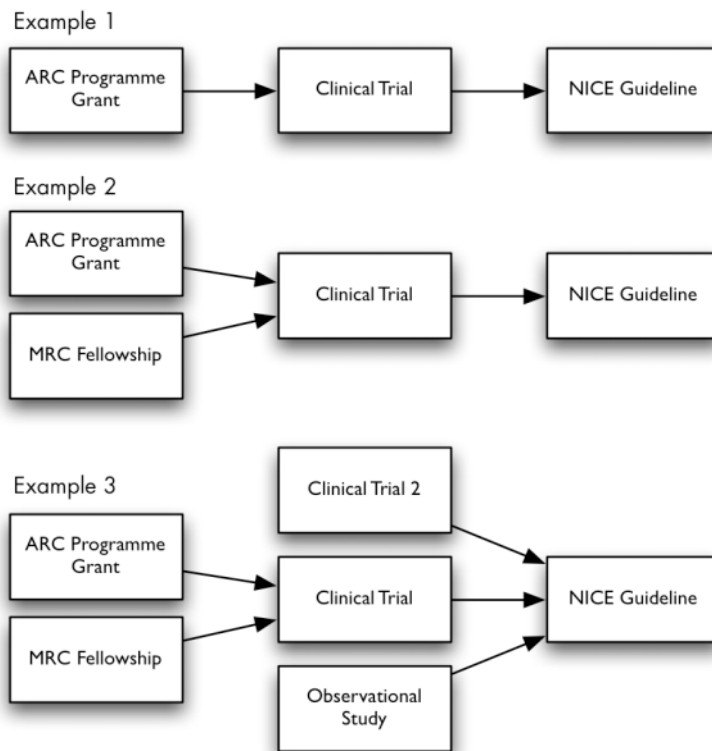 Example 1
ARC Programme
Grant
Clinical Trial
NICE Guideline
Example 2
ARC Programme
Grant
Clinical Trial
NICE Guideline
MRC Fellowship
Example 3
Clinical Trial 2
ARC Programme
Grant
Clinical Trial
NICE Guideline
MRC Fellowship
Observational
Study